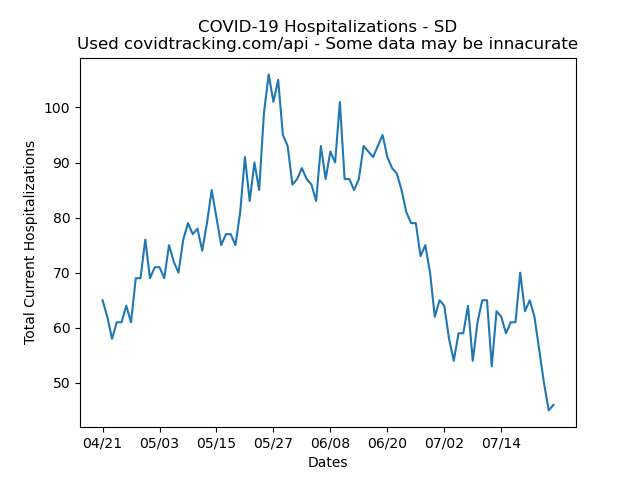 COVID-19 Hospitalizations - SD
Used covidtracking.com/api - Some data may be innacurate
Total Current Hospitalizations
100
90
80
70
60
50
04/21 05/03 05/15 05/27 06/08 06/20 07/02 07/14
Dates